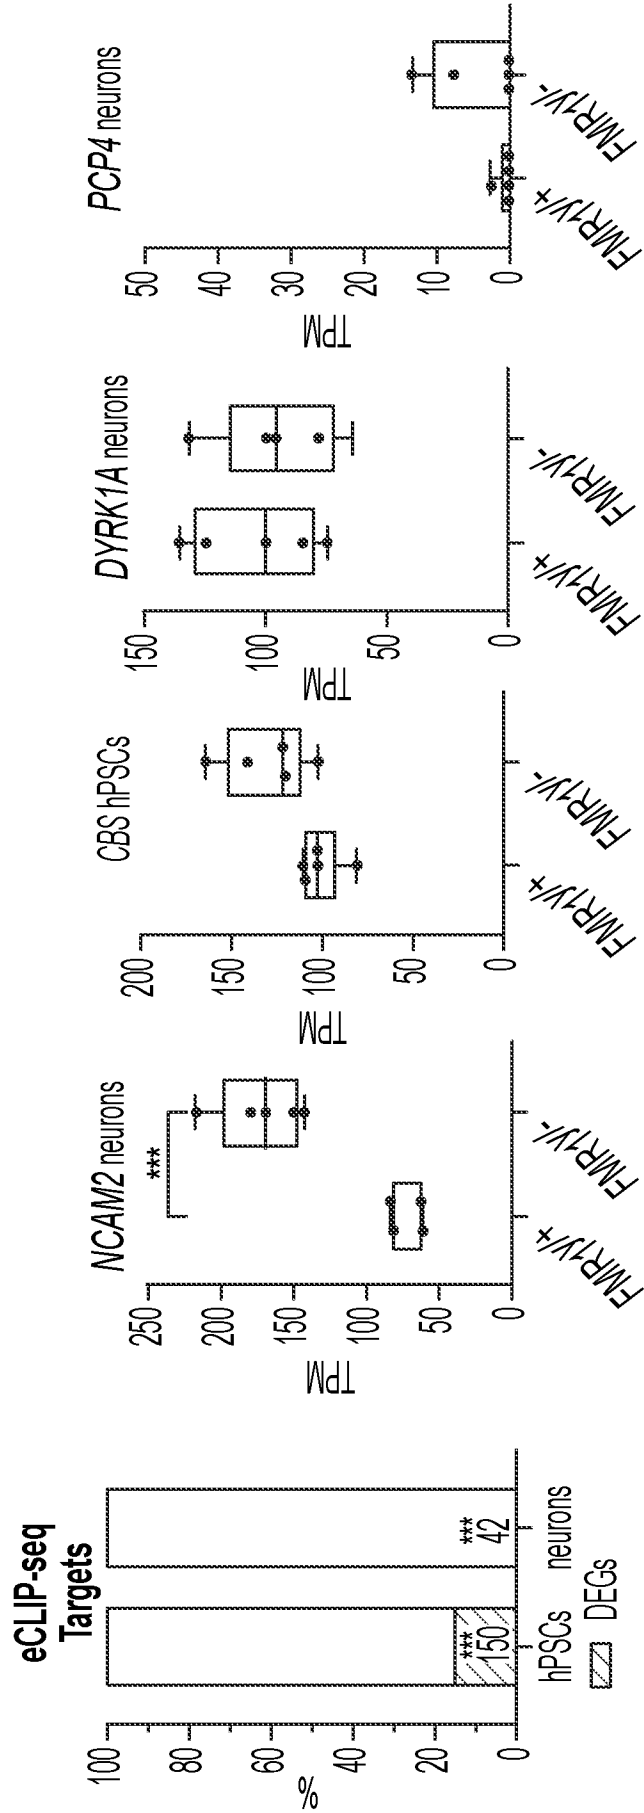 eCLIP-seq
Targets
%
100
80
60
40
20
0
***
150
***
42
hPSCs
neurons
DEGs
NCAM2 neurons
TPM
250
200
150
100
50
0
***
FMR1y/+
FMR1y/-
CBS hPSCs
TPM
200
150
100
50
0
FMR1y/+
FMR1y/-
DYRK1A neurons
TPM
150
100
50
0
FMR1y/+
FMR1y/-
PCP4 neurons
TPM
50
40
30
20
10
0
FMR1y/+
FMR1y/-